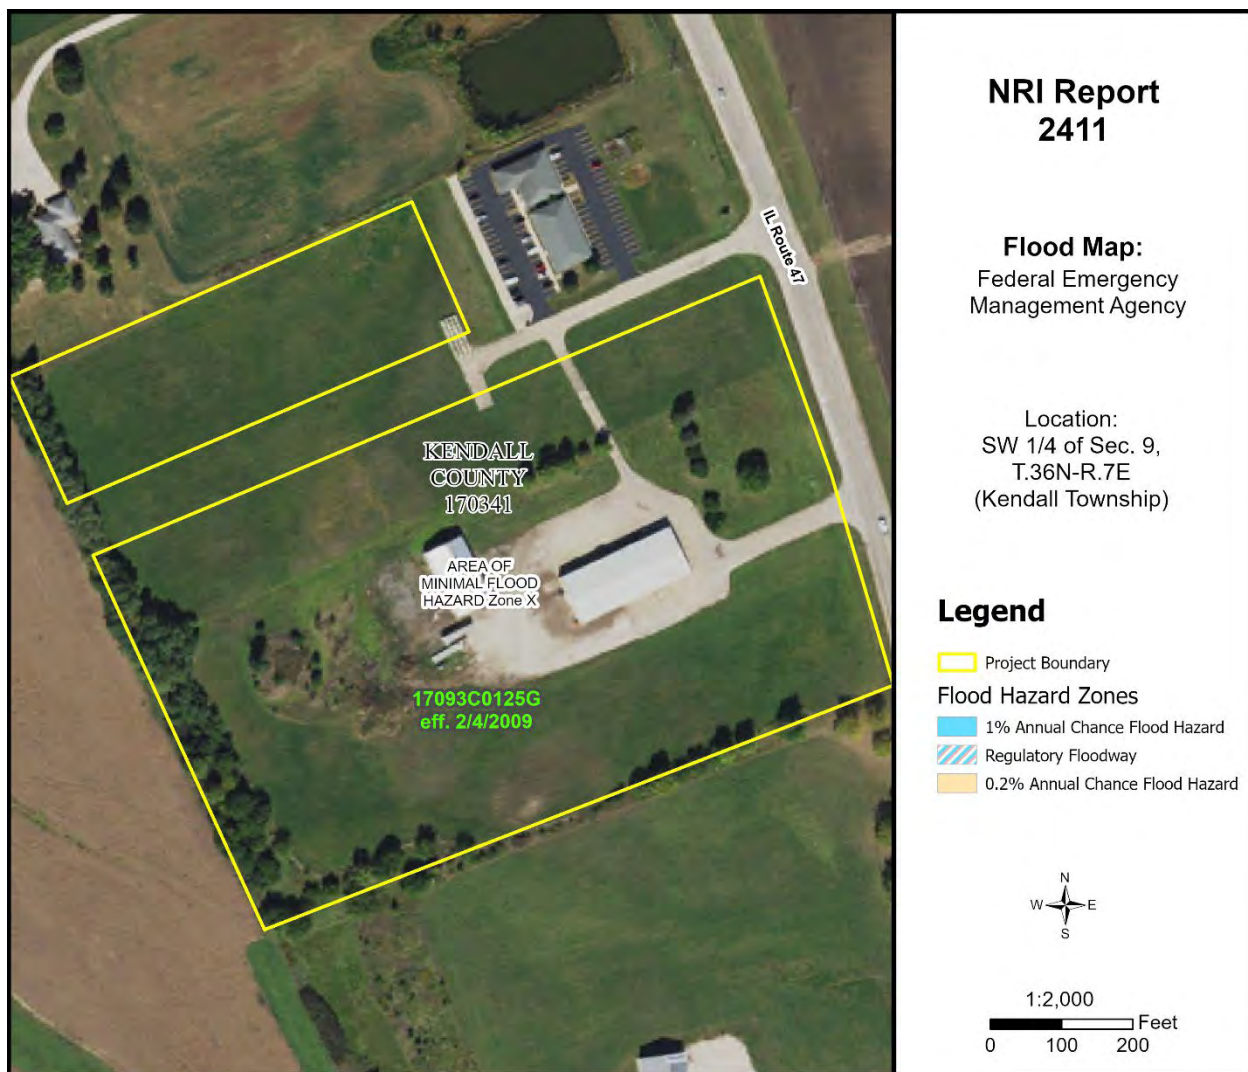 IL Route 47
KENDALL
COUNTY
170341
AREA OF
MINIMAL FLOOD
HAZARD Zone X
17093C0125G
eff. 2/4/2009
NRI Report
2411
Flood Map:
Federal Emergency
Management Agency
Location:
SW 1/4 of Sec. 9,
T.36N-R.7E
(Kendall Township)
Legend
Project Boundary
Flood Hazard Zones
1% Annual Chance Flood Hazard
Regulatory Floodway
0.2% Annual Chance Flood Hazard
N
W E
S
1:2,000
Feet
0 100 200